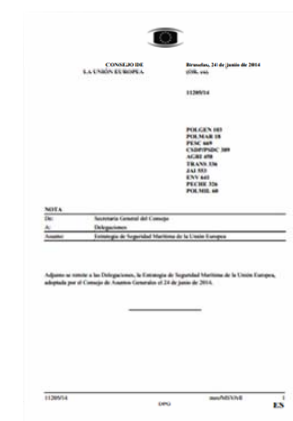 CONSEJO DE
LA UNIÓN EUROPEA
Bruselas, 24 de junio de 2014
(OR. en)
11205/14
POLGEN 103
POLMAR 18
PESC 669
CSDP/PSDC 389
AGRI 458
TRANS 336
JAI 553
ENV 641
PECHE 326
POLMIL 60
NOTA
De: Secretaría General del Consejo
A: Delegaciones
Asunto: Estrategia de Seguridad Marítima de la Unión Europea
Adjunto se remite a las Delegaciones, la Estrategia de Seguridad Marítima de la Unión Europea,
adoptada por el Consejo de Asuntos Generales el 24 de junio de 2014.
11205/14 1
DPG
ES